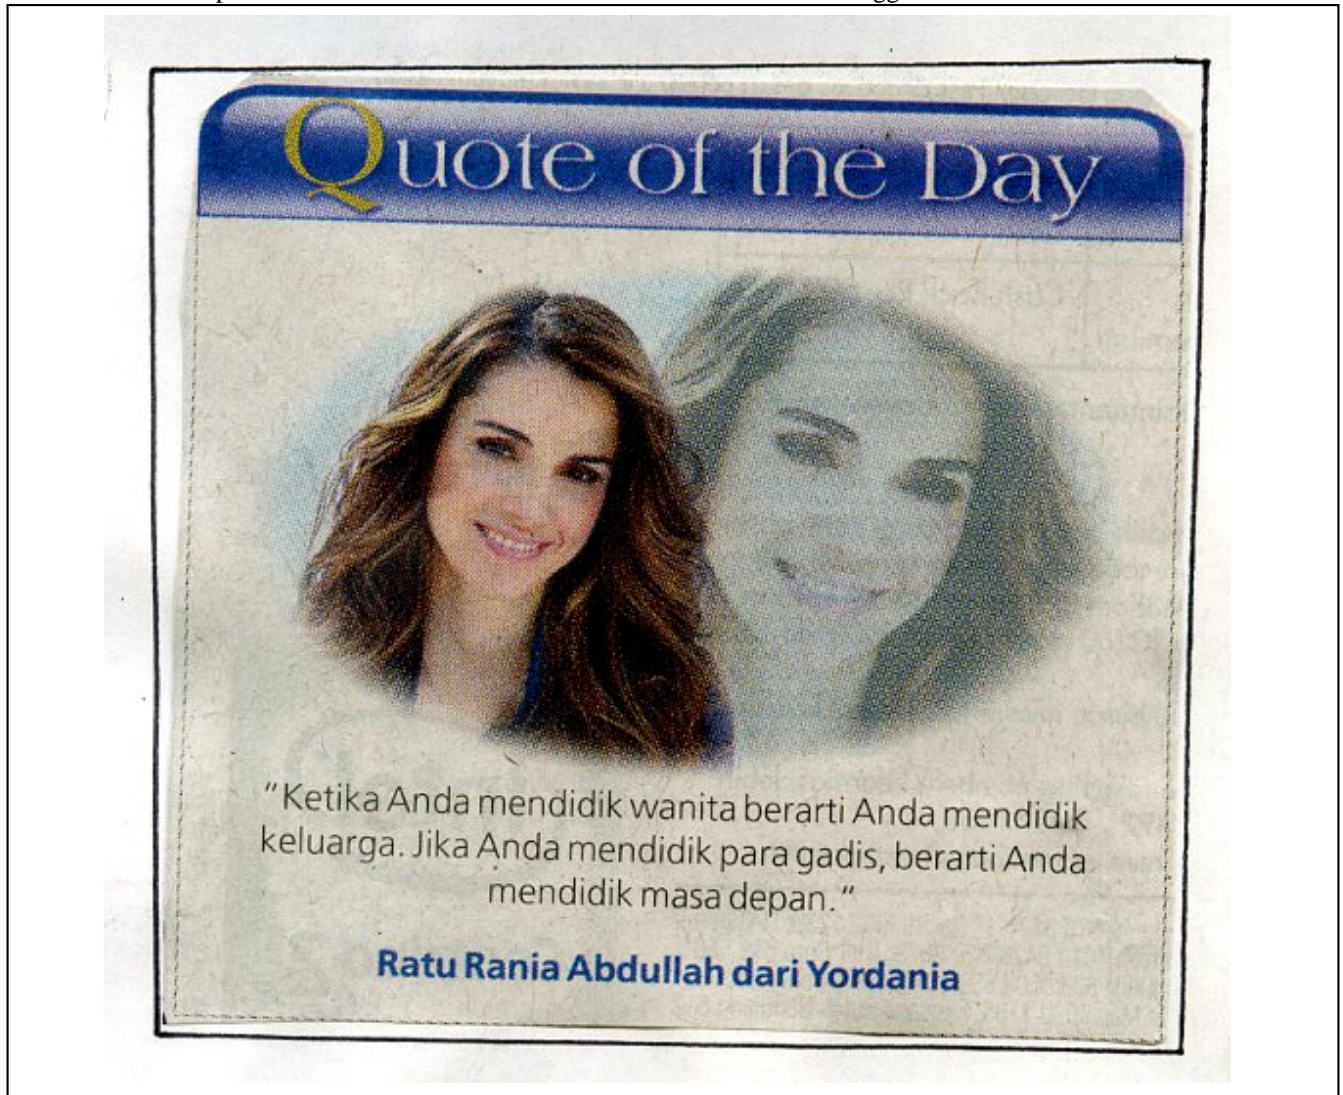 Quote of the Day
"Ketika Anda mendidik wanita berarti Anda mendidik
keluarga. Jika Anda mendidik para gadis, berarti Anda
mendidik masa depan."
Ratu Rania Abdullah dari Yordania